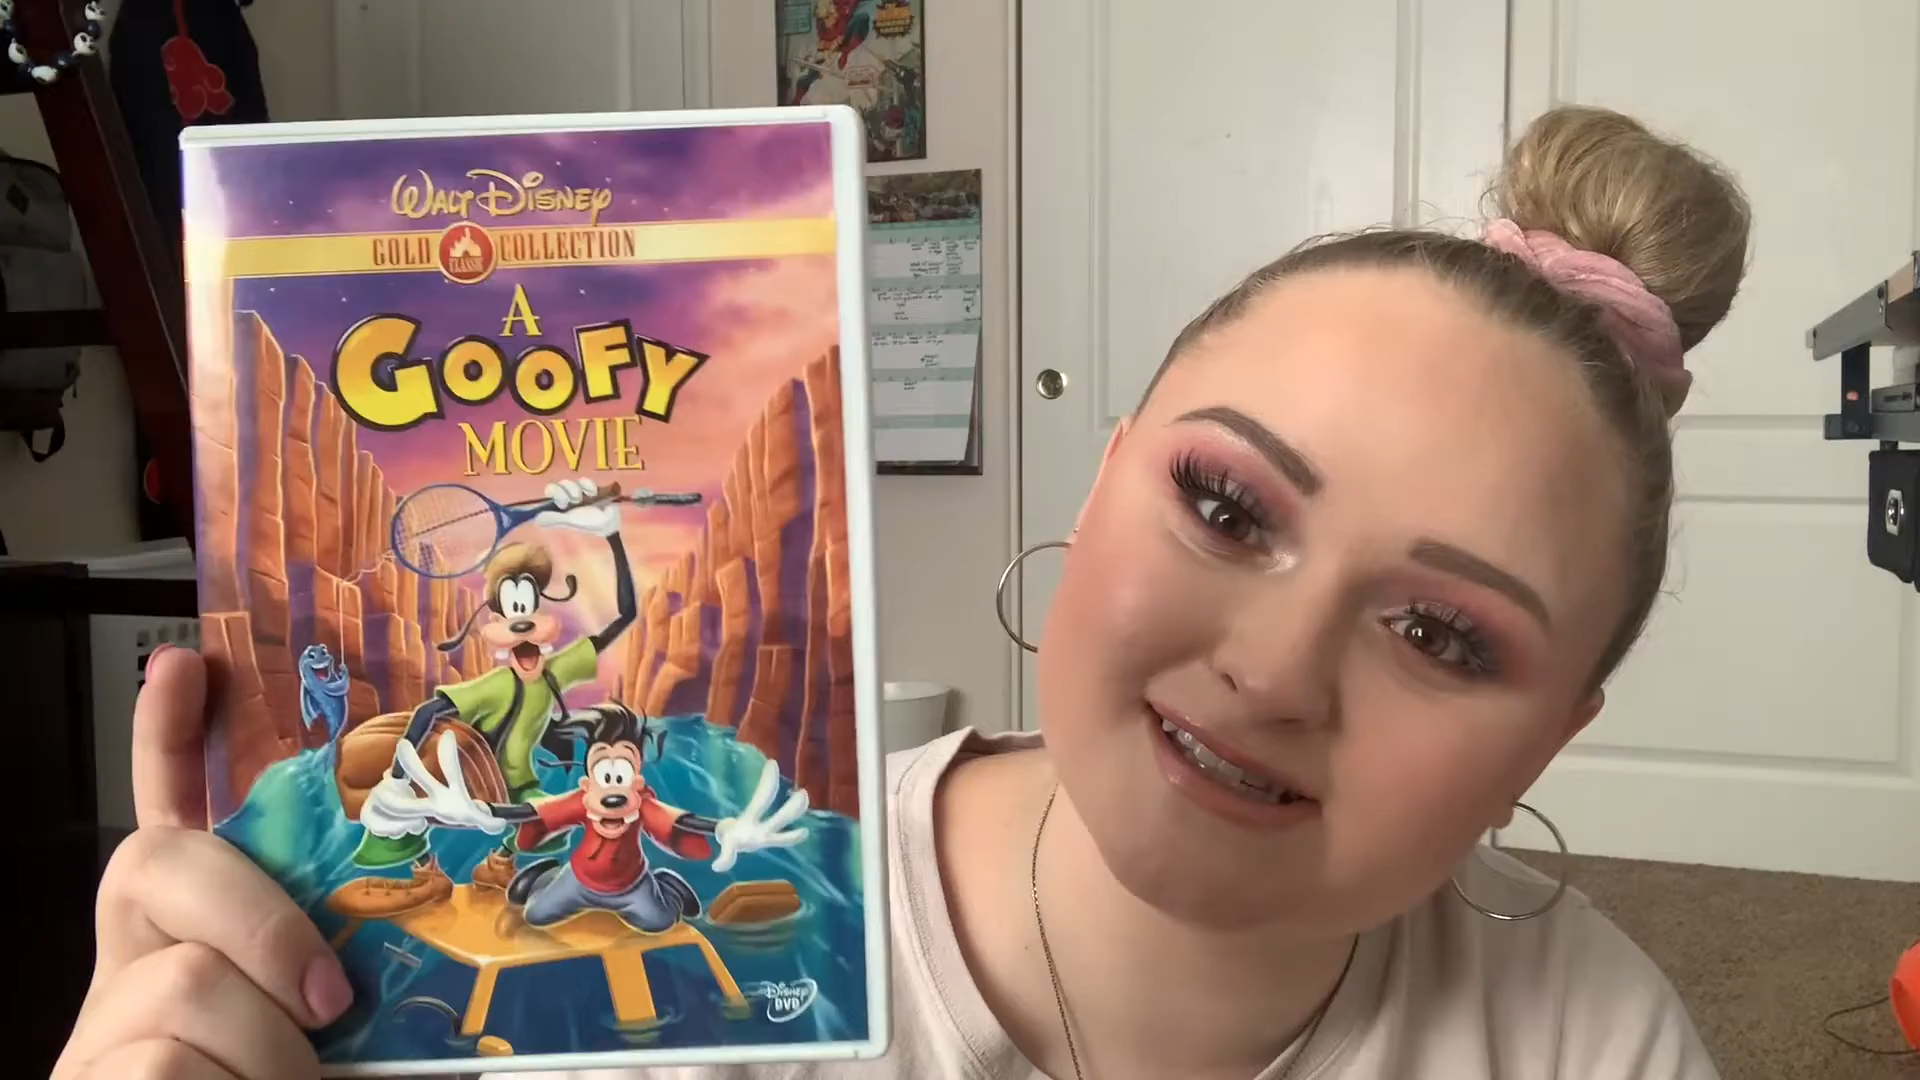 WALT DISNEY
GOLD COLLECTION
CLASSIC
A
GOOFY
MOVIE
Disney
DVD